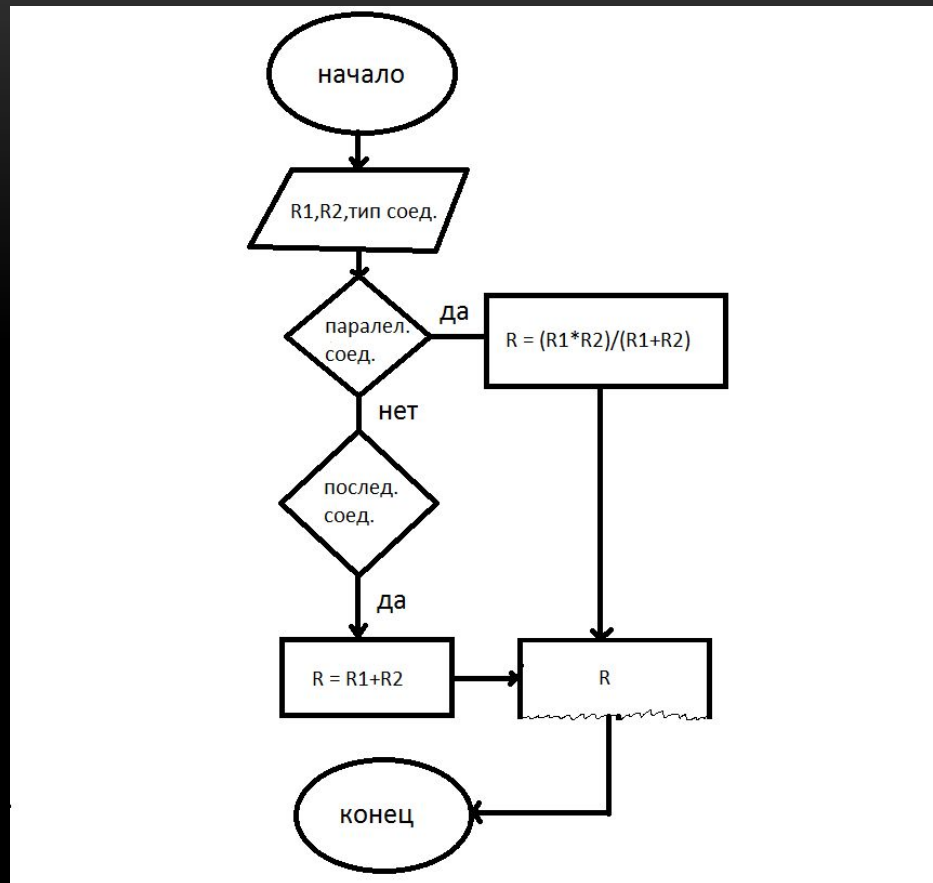 начало
R1,R2,тип соед.
паралел.
соед.
да
R = (R1*R2)/(R1+R2)
нет
послед.
соед.
да
R = R1+R2
R
конец